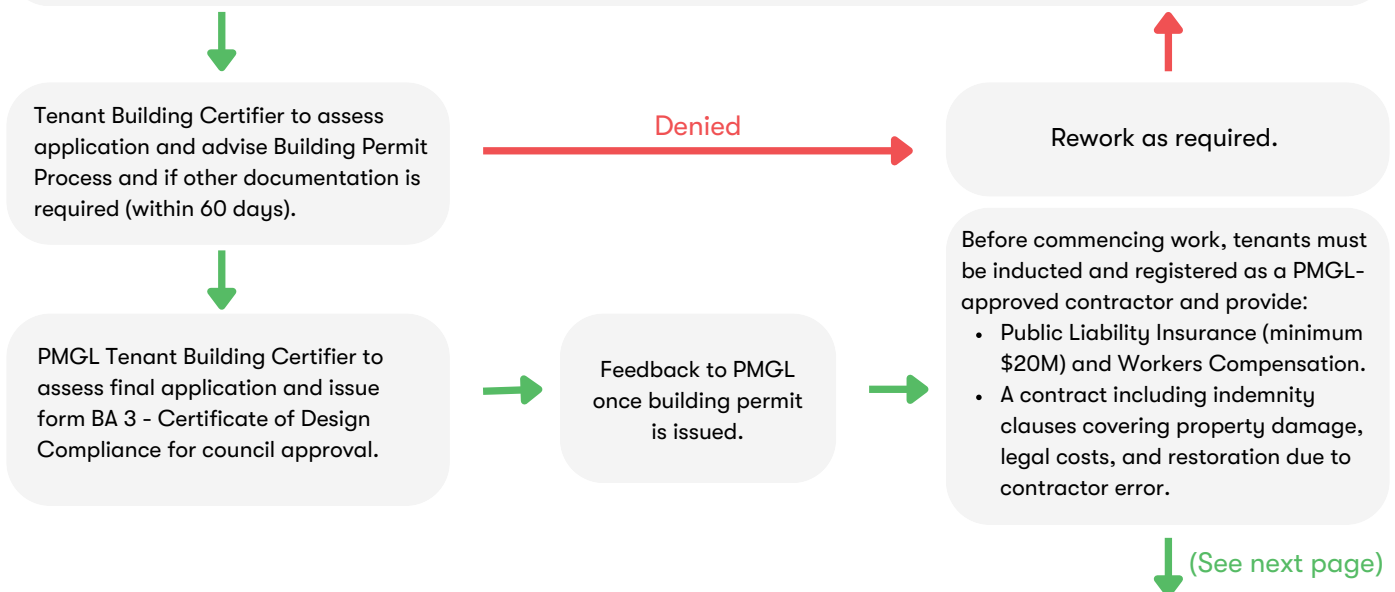 Tenant Building Certifier to assess
application and advise Building Permit
Process and if other documentation is
required (within 60 days).
Denied
Rework as required.
PMGL Tenant Building Certifier to
assess final application and issue
form BA 3 - Certificate of Design
Compliance for council approval.
Feedback to PMGL
once building permit
is issued.
Before commencing work, tenants must
be inducted and registered as a PMGL-
approved contractor and provide:
• Public Liability Insurance (minimum
$20M) and Workers Compensation.
• A contract including indemnity
clauses covering property damage,
legal costs, and restoration due to
contractor error.
(See next page)